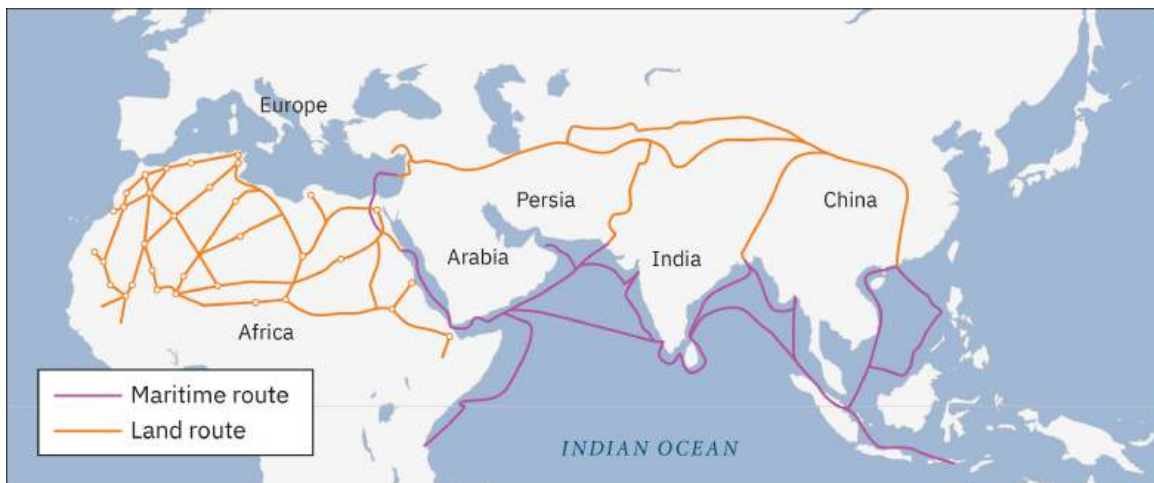 Europe
Persia
China
Arabia
India
Africa
Maritime route
Land route
INDIAN OCEAN